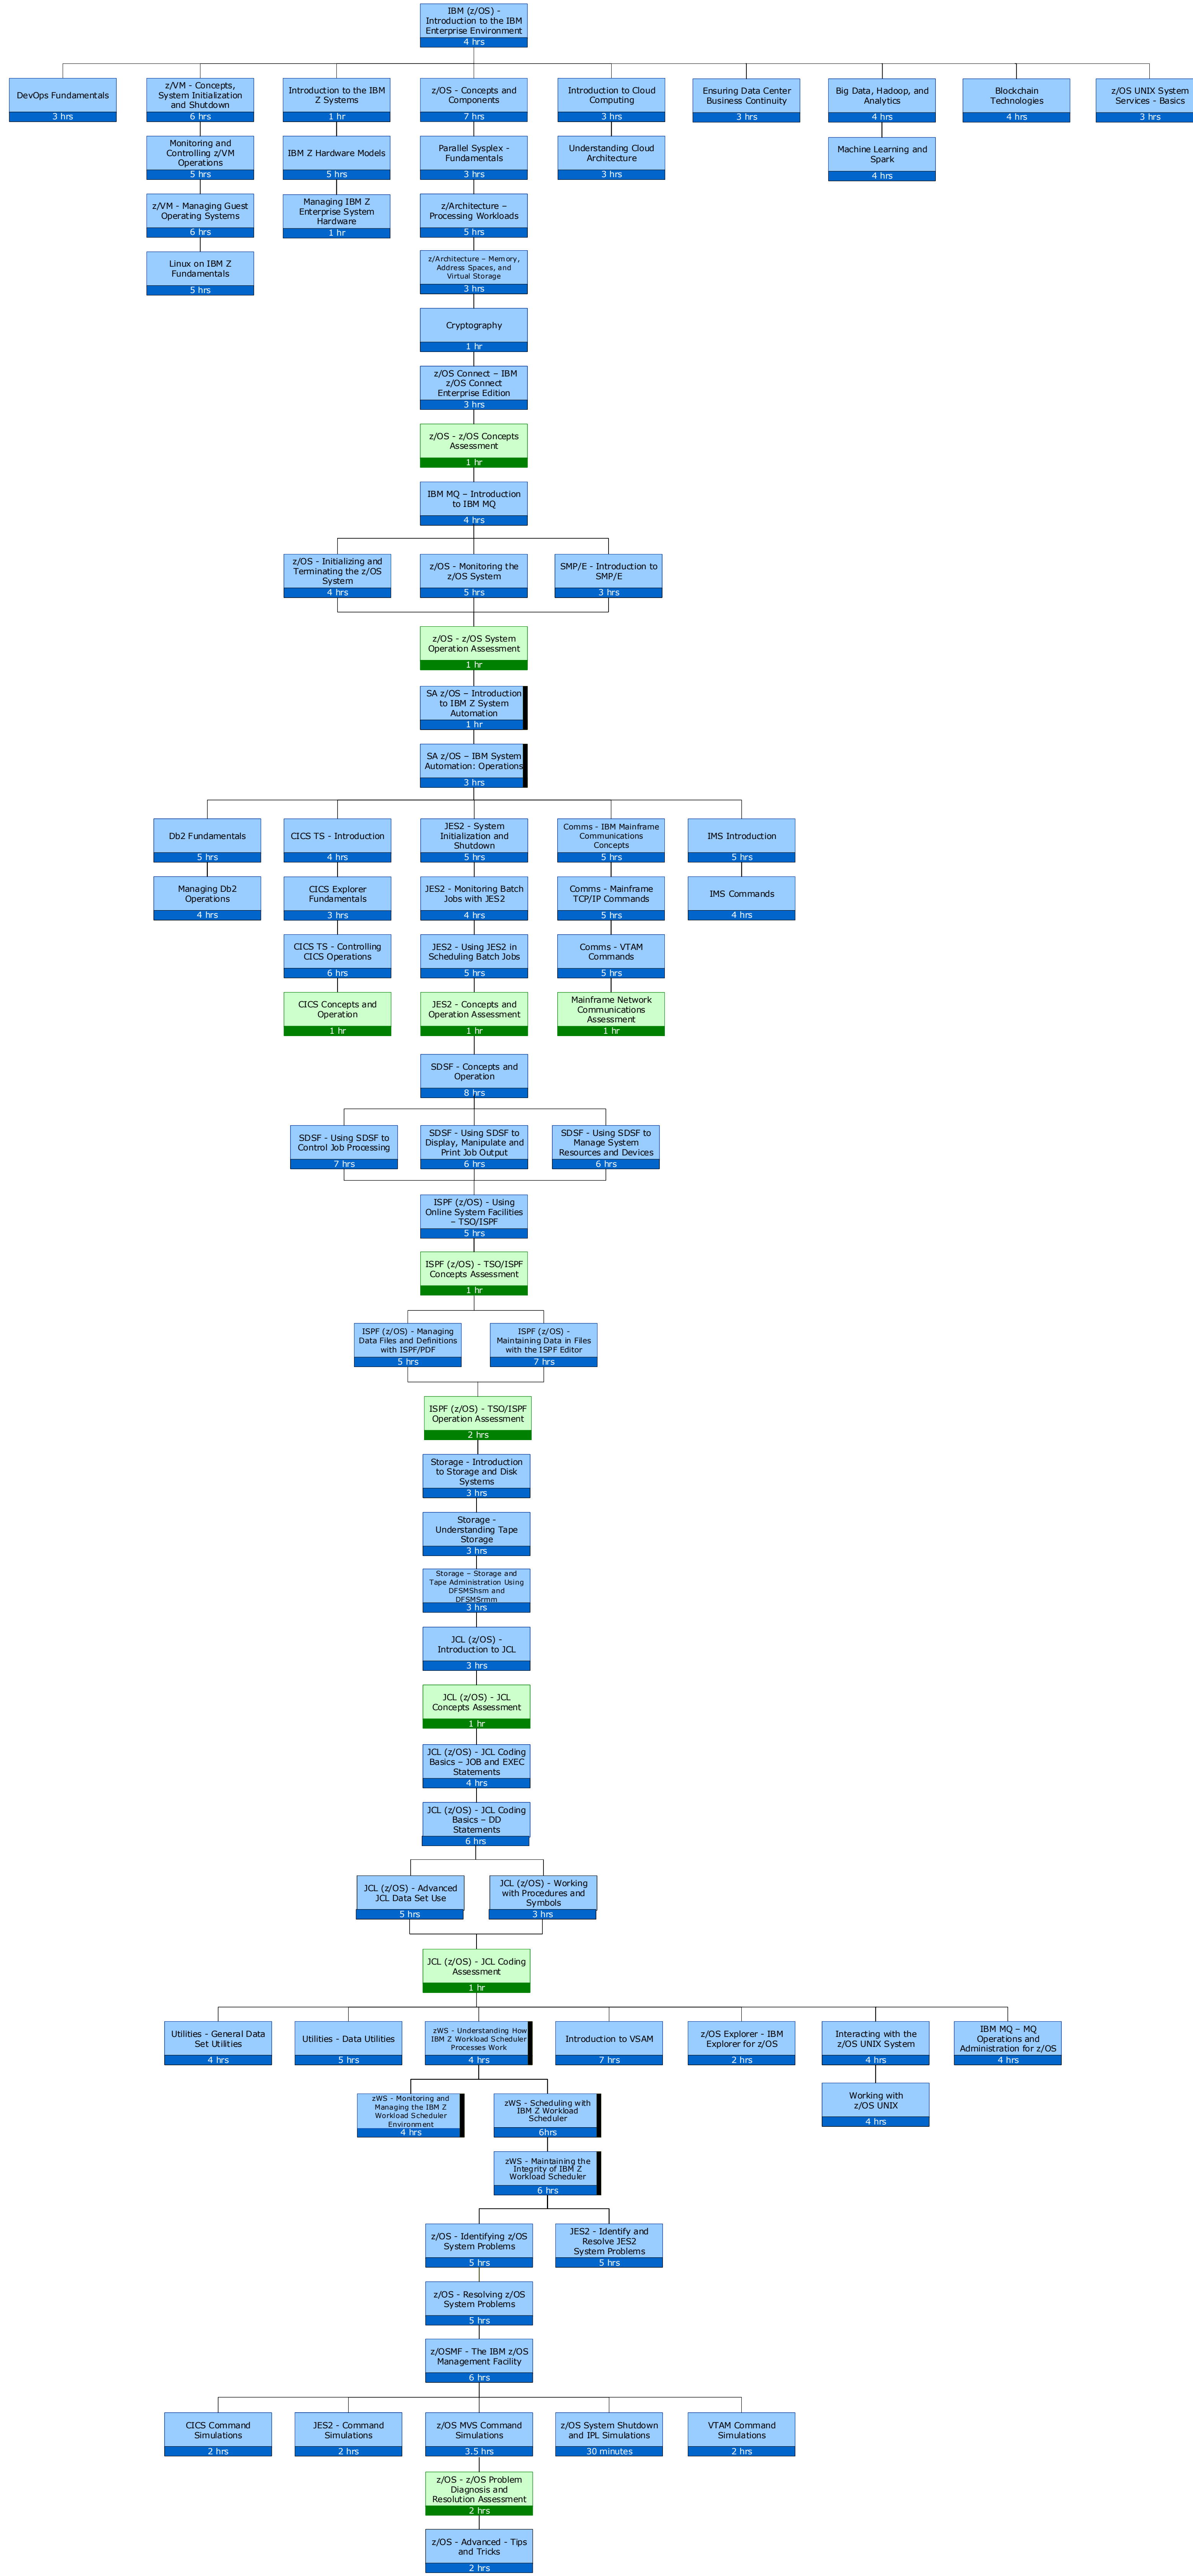 IBM (z/OS) -
Introduction to the IBM
Enterprise Environment
4 hrs
DevOps Fundamentals
3 hrs
z/VM - Concepts,
System Initialization
and Shutdown
6 hrs
Introduction to the IBM
Z Systems
1 hr
z/OS - Concepts and
Components
7 hrs
Introduction to Cloud
Computing
3 hrs
Ensuring Data Center
Business Continuity
3 hrs
Big Data, Hadoop, and
Analytics
4 hrs
Blockchain
Technologies
4 hrs
z/OS UNIX System
Services - Basics
3 hrs
Monitoring and
Controlling z/VM
Operations
5 hrs
IBM Z Hardware Models
5 hrs
Parallel Sysplex -
Fundamentals
3 hrs
Understanding Cloud
Architecture
3 hrs
Machine Learning and
Spark
4 hrs
z/VM - Managing Guest
Operating Systems
6 hrs
Managing IBM Z
Enterprise System
Hardware
1 hr
z/Architecture –
Processing Workloads
5 hrs
Linux on IBM Z
Fundamentals
5 hrs
z/Architecture – Memory,
Address Spaces, and
Virtual Storage
3 hrs
Cryptography
1 hr
z/OS Connect – IBM
z/OS Connect
Enterprise Edition
3 hrs
z/OS - z/OS Concepts
Assessment
1 hr
IBM MQ – Introduction
to IBM MQ
4 hrs
z/OS - Initializing and
Terminating the z/OS
System
4 hrs
z/OS - Monitoring the
z/OS System
5 hrs
SMP/E - Introduction to
SMP/E
3 hrs
z/OS - z/OS System
Operation Assessment
1 hr
SA z/OS – Introduction
to IBM Z System
Automation
1 hr
SA z/OS – IBM System
Automation: Operations
3 hrs
Db2 Fundamentals
5 hrs
CICS TS - Introduction
4 hrs
JES2 - System
Initialization and
Shutdown
5 hrs
Comms - IBM Mainframe
Communications
Concepts
5 hrs
IMS Introduction
5 hrs
Managing Db2
Operations
4 hrs
CICS Explorer
Fundamentals
3 hrs
JES2 - Monitoring Batch
Jobs with JES2
4 hrs
Comms - Mainframe
TCP/IP Commands
5 hrs
IMS Commands
4 hrs
CICS TS - Controlling
CICS Operations
6 hrs
JES2 - Using JES2 in
Scheduling Batch Jobs
5 hrs
Comms - VTAM
Commands
5 hrs
CICS Concepts and
Operation
1 hr
JES2 - Concepts and
Operation Assessment
1 hr
Mainframe Network
Communications
Assessment
1 hr
SDSF - Concepts and
Operation
8 hrs
SDSF - Using SDSF to
Control Job Processing
7 hrs
SDSF - Using SDSF to
Display, Manipulate and
Print Job Output
6 hrs
SDSF - Using SDSF to
Manage System
Resources and Devices
6 hrs
ISPF (z/OS) - Using
Online System Facilities
– TSO/ISPF
5 hrs
ISPF (z/OS) - TSO/ISPF
Concepts Assessment
1 hr
ISPF (z/OS) - Managing
Data Files and Definitions
with ISPF/PDF
5 hrs
ISPF (z/OS) -
Maintaining Data in Files
with the ISPF Editor
7 hrs
ISPF (z/OS) - TSO/ISPF
Operation Assessment
2 hrs
Storage - Introduction
to Storage and Disk
Systems
3 hrs
Storage -
Understanding Tape
Storage
3 hrs
Storage – Storage and
Tape Administration Using
DFSMShsm and
DFSMSrmm
3 hrs
JCL (z/OS) -
Introduction to JCL
3 hrs
JCL (z/OS) - JCL
Concepts Assessment
1 hr
JCL (z/OS) - JCL Coding
Basics – JOB and EXEC
Statements
4 hrs
JCL (z/OS) - JCL Coding
Basics – DD
Statements
6 hrs
JCL (z/OS) - Advanced
JCL Data Set Use
5 hrs
JCL (z/OS) - Working
with Procedures and
Symbols
3 hrs
JCL (z/OS) - JCL Coding
Assessment
1 hr
Utilities - General Data
Set Utilities
4 hrs
Utilities - Data Utilities
5 hrs
zWS - Understanding How
IBM Z Workload Scheduler
Processes Work
4 hrs
Introduction to VSAM
7 hrs
z/OS Explorer - IBM
Explorer for z/OS
2 hrs
Interacting with the
z/OS UNIX System
4 hrs
IBM MQ – MQ
Operations and
Administration for z/OS
4 hrs
zWS - Monitoring and
Managing the IBM Z
Workload Scheduler
Environment
4 hrs
zWS - Scheduling with
IBM Z Workload
Scheduler
6hrs
Working with
z/OS UNIX
4 hrs
zWS - Maintaining the
Integrity of IBM Z
Workload Scheduler
6 hrs
z/OS - Identifying z/OS
System Problems
5 hrs
JES2 - Identify and
Resolve JES2
System Problems
5 hrs
z/OS - Resolving z/OS
System Problems
5 hrs
z/OSMF - The IBM z/OS
Management Facility
6 hrs
CICS Command
Simulations
2 hrs
JES2 - Command
Simulations
2 hrs
z/OS MVS Command
Simulations
3.5 hrs
z/OS System Shutdown
and IPL Simulations
30 minutes
VTAM Command
Simulations
2 hrs
z/OS - z/OS Problem
Diagnosis and
Resolution Assessment
2 hrs
z/OS - Advanced - Tips
and Tricks
2 hrs